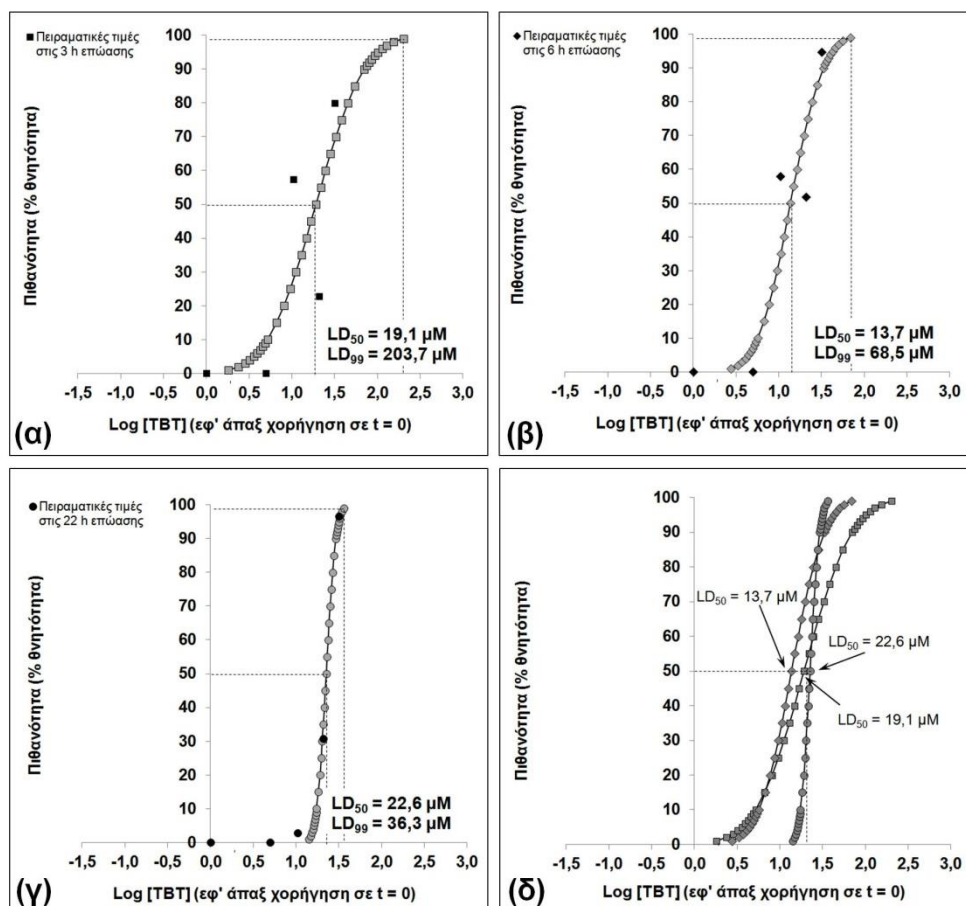 ■ Πειραματικές τιμές
στις 3 h επώασης
Πιθανότητα (% θνητότητα)
100
90
80
70
60
50
40
30
20
10
0
LD50 = 19,1 μM
LD99 = 203,7 μM
-1,5 -1,0 -0,5 0,0 0,5 1,0 1,5 2,0 2,5 3,0
(α)
Log [TBT] (εφ' άπαξ χορήγηση σε t = 0)
◆ Πειραματικές τιμές
στις 6 h επώασης
Πιθανότητα (% θνητότητα)
100
90
80
70
60
50
40
30
20
10
0
LD50 = 13,7 μM
LD99 = 68,5 μM
-1,5 -1,0 -0,5 0,0 0,5 1,0 1,5 2,0 2,5 3,0
(β)
Log [TBT] (εφ' άπαξ χορήγηση σε t = 0)
● Πειραματικές τιμές
στις 22 h επώασης
Πιθανότητα (% θνητότητα)
100
90
80
70
60
50
40
30
20
10
0
LD50 = 22,6 μM
LD99 = 36,3 μM
-1,5 -1,0 -0,5 0,0 0,5 1,0 1,5 2,0 2,5 3,0
(γ)
Log [TBT] (εφ' άπαξ χορήγηση σε t = 0)
Πιθανότητα (% θνητότητα)
100
90
80
70
60
50
40
30
20
10
0
LD50 = 13,7 μM
LD50 = 22,6 μM
LD50 = 19,1 μM
-1,5 -1,0 -0,5 0,0 0,5 1,0 1,5 2,0 2,5 3,0
(δ)
Log [TBT] (εφ' άπαξ χορήγηση σε t = 0)